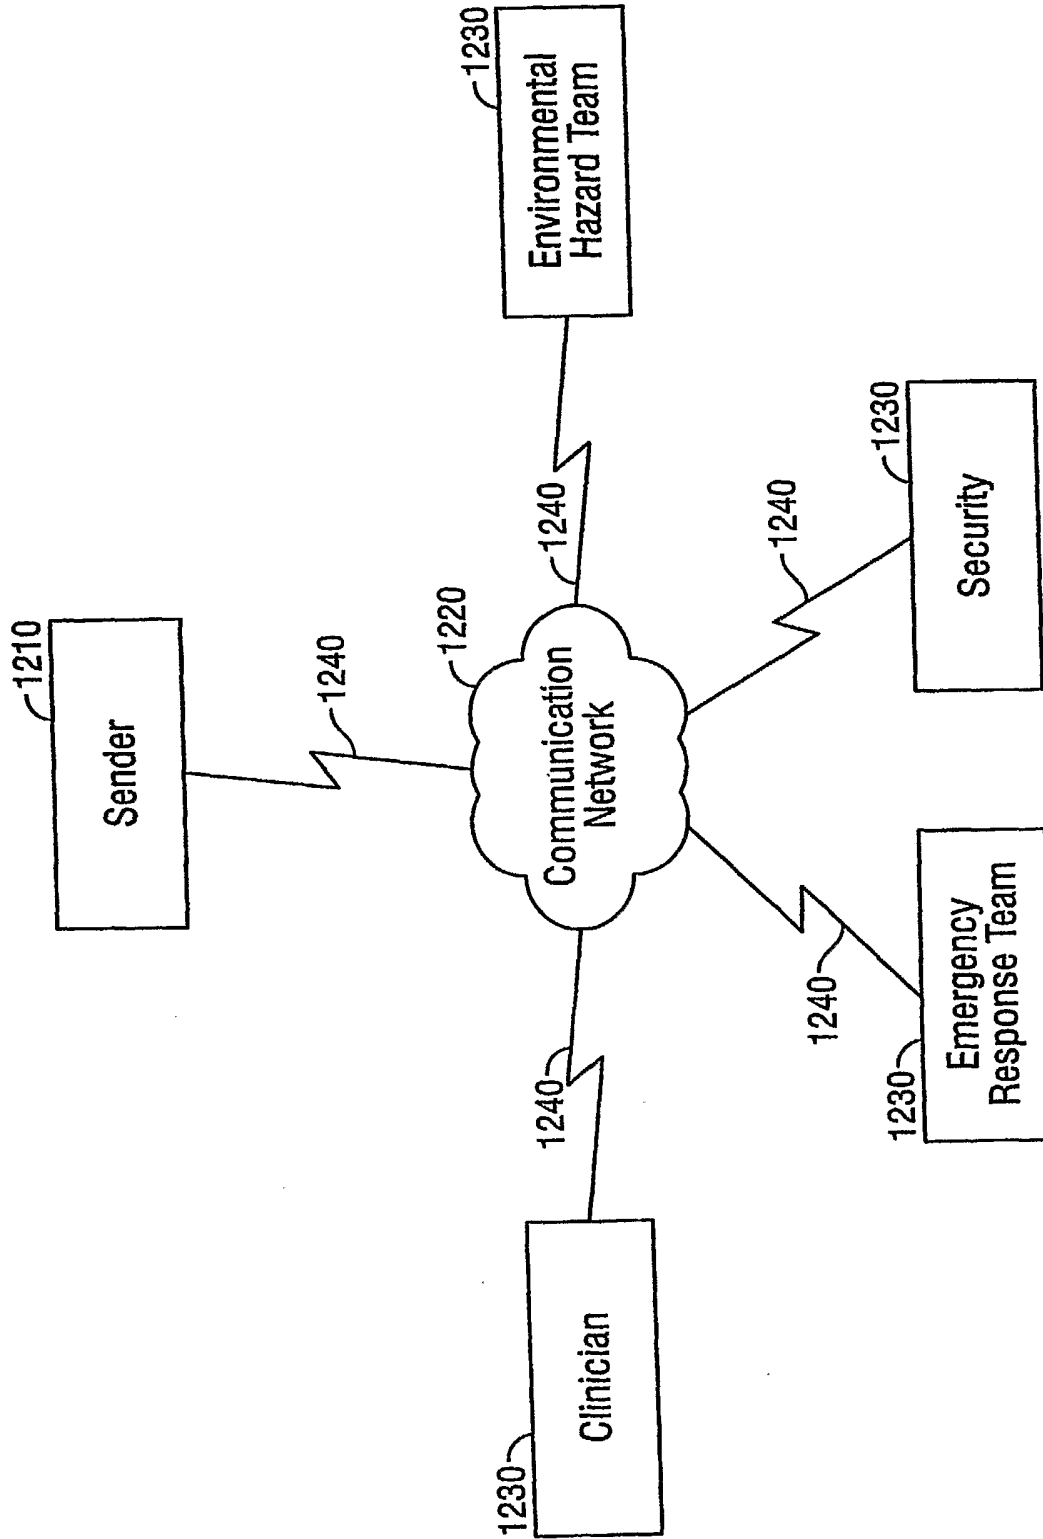 1210
Sender
1240
1220
Communication
Network
1240
1240
1230
Clinician
1230
Environmental
Hazard Team
1240
1230
Emergency
Response Team
1240
1230
Security